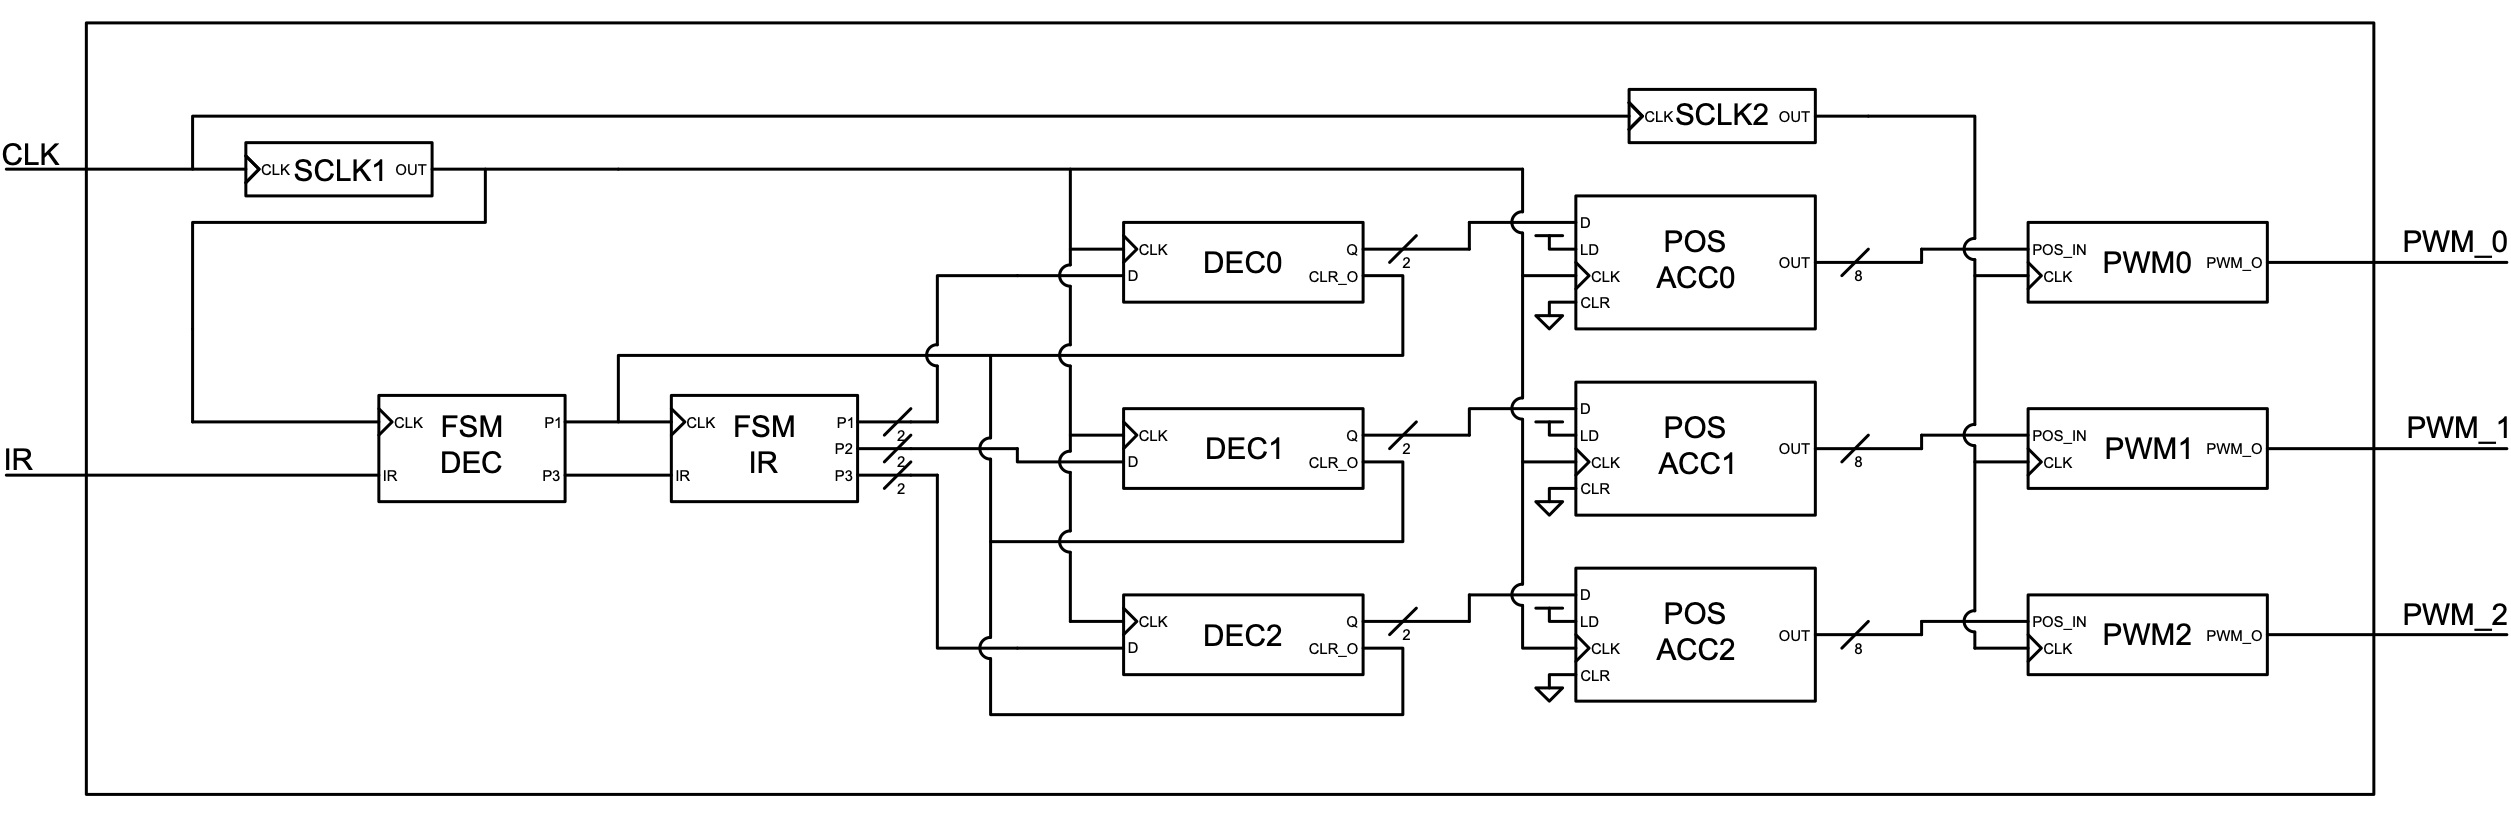 CLK SCLK2 OUT
CLK
CLK SCLK1 OUT
PWM_0
D
POS
ACC0
CLK
Q
LD
DEC0
2
OUT
8
POS_IN
PWM0
PWM_O
D
CLR_O
CLK
CLK
CLR
PWM_1
D
CLK
FSM
DEC
P1
CLK
FSM
IR
P1
2
P2
2
P3
2
IR
IR
P3
IR
CLK
Q
2
DEC1
D
CLR_O
LD
POS
ACC1
CLK
CLR
OUT
8
POS_IN
PWM1
PWM_O
CLK
D
PWM_2
CLK
Q
2
DEC2
D
CLR_O
LD
POS
ACC2
CLK
CLR
OUT
8
POS_IN
PWM2
PWM_O
CLK